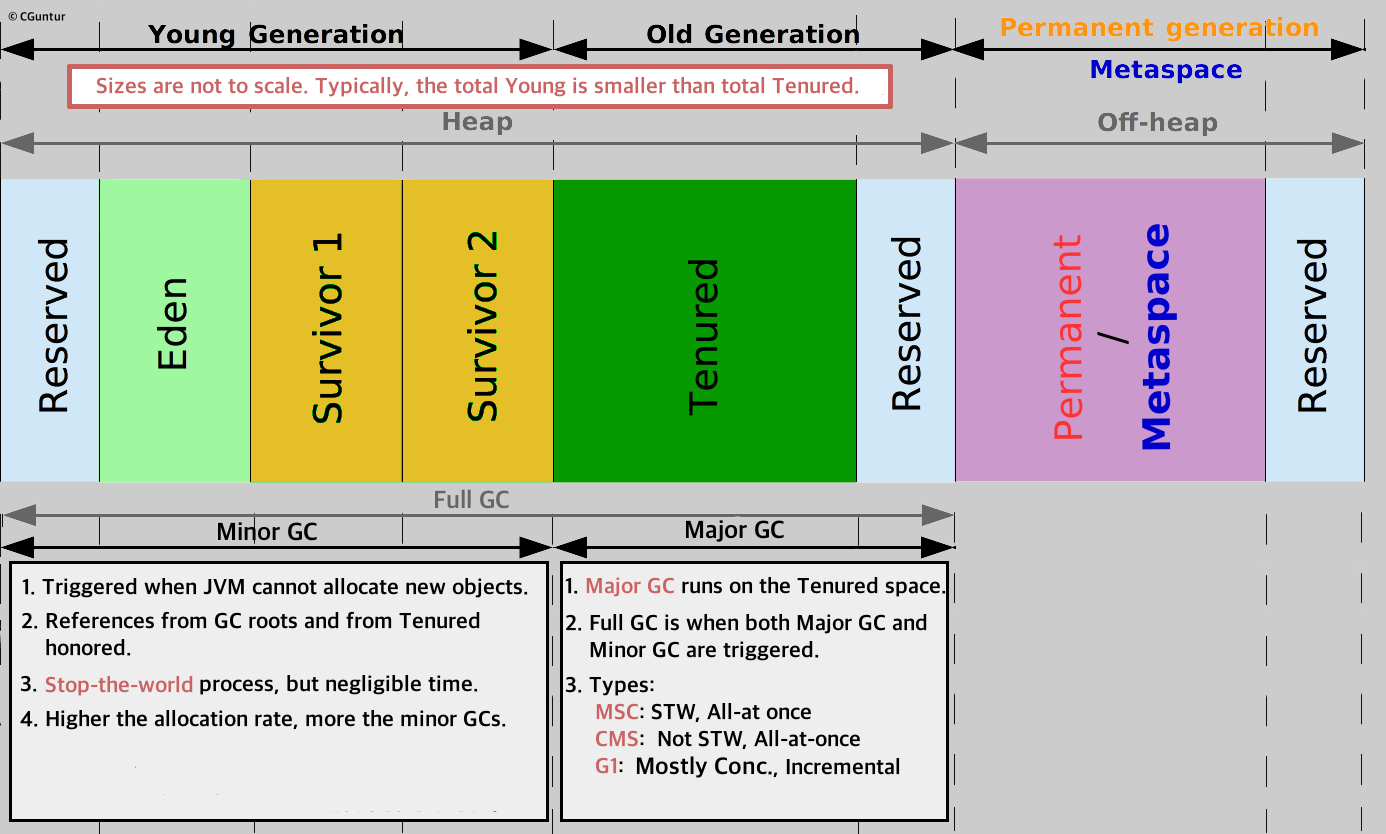 © CGuntur
Young Generation
Old Generation
Permanent generation
Metaspace
Sizes are not to scale. Typically, the total Young is smaller than total Tenured.
Heap
Off-heap
Reserved
Eden
Survivor 1
Survivor 2
Tenured
Reserved
Permanent
/
Metaspace
Reserved
Full GC
Minor GC
Major GC
1. Triggered when JVM cannot allocate new objects.
2. References from GC roots and from Tenured
honored.
3. Stop-the-world process, but negligible time.
4. Higher the allocation rate, more the minor GCs.
1. Major GC runs on the Tenured space.
2. Full GC is when both Major GC and
Minor GC are triggered.
3. Types:
MSC: STW, All-at once
CMS: Not STW, All-at-once
G1: Mostly Conc., Incremental